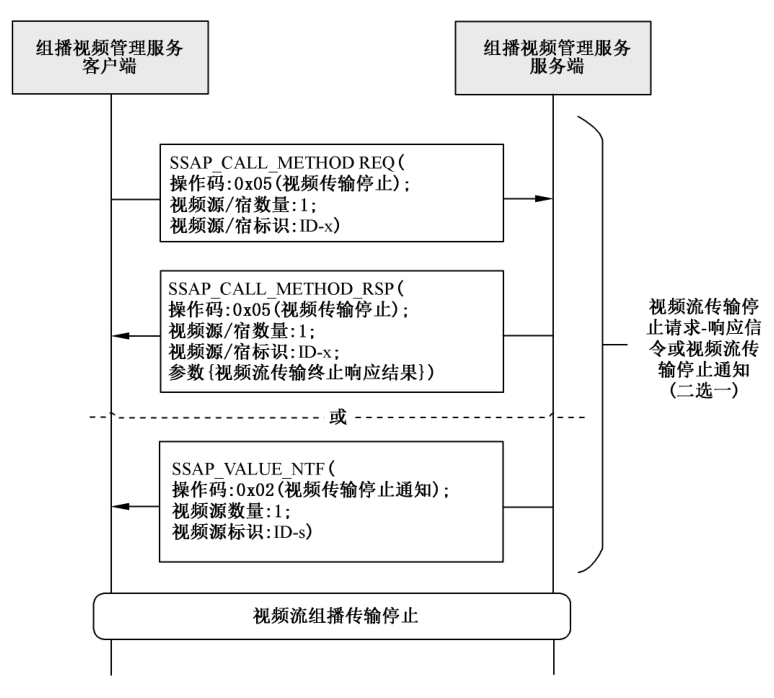 组播视频管理服务
客户端
组播视频管理服务
服务端
SSAP_CALL_METHOD REQ(
操作码:0x05(视频传输停止);
视频源/宿数量:1;
视频源/宿标识:ID-x)
SSAP_CALL_METHOD_RSP(
操作码:0x05(视频传输停止);
视频源/宿数量:1;
视频源/宿标识:ID-x;
参数{视频流传输终止响应结果})
视频流传输停
止请求-响应信
令或视频流传
输停止通知
(二选一)
或
SSAP_VALUE_NTF(
操作码:0x02(视频传输停止通知);
视频源数量:1;
视频源标识:ID-s)
视频流组播传输停止